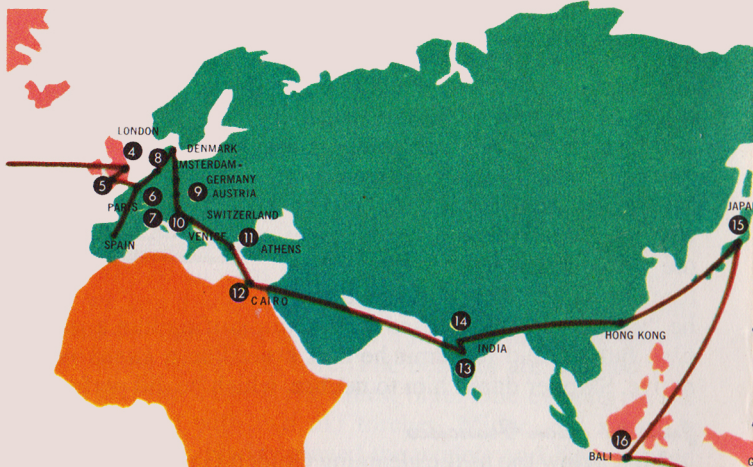 LONDON
4
8
DENMARK
MSTERDAM-
GERMANY
5
9
AUSTRIA
6
PARIS
JAPA
7
10
SWITZERLAND
15
VENICE
11
SPAIN
ATHENS
12
CAIRO
14
HONG KONG
INDIA
13
16
BALI